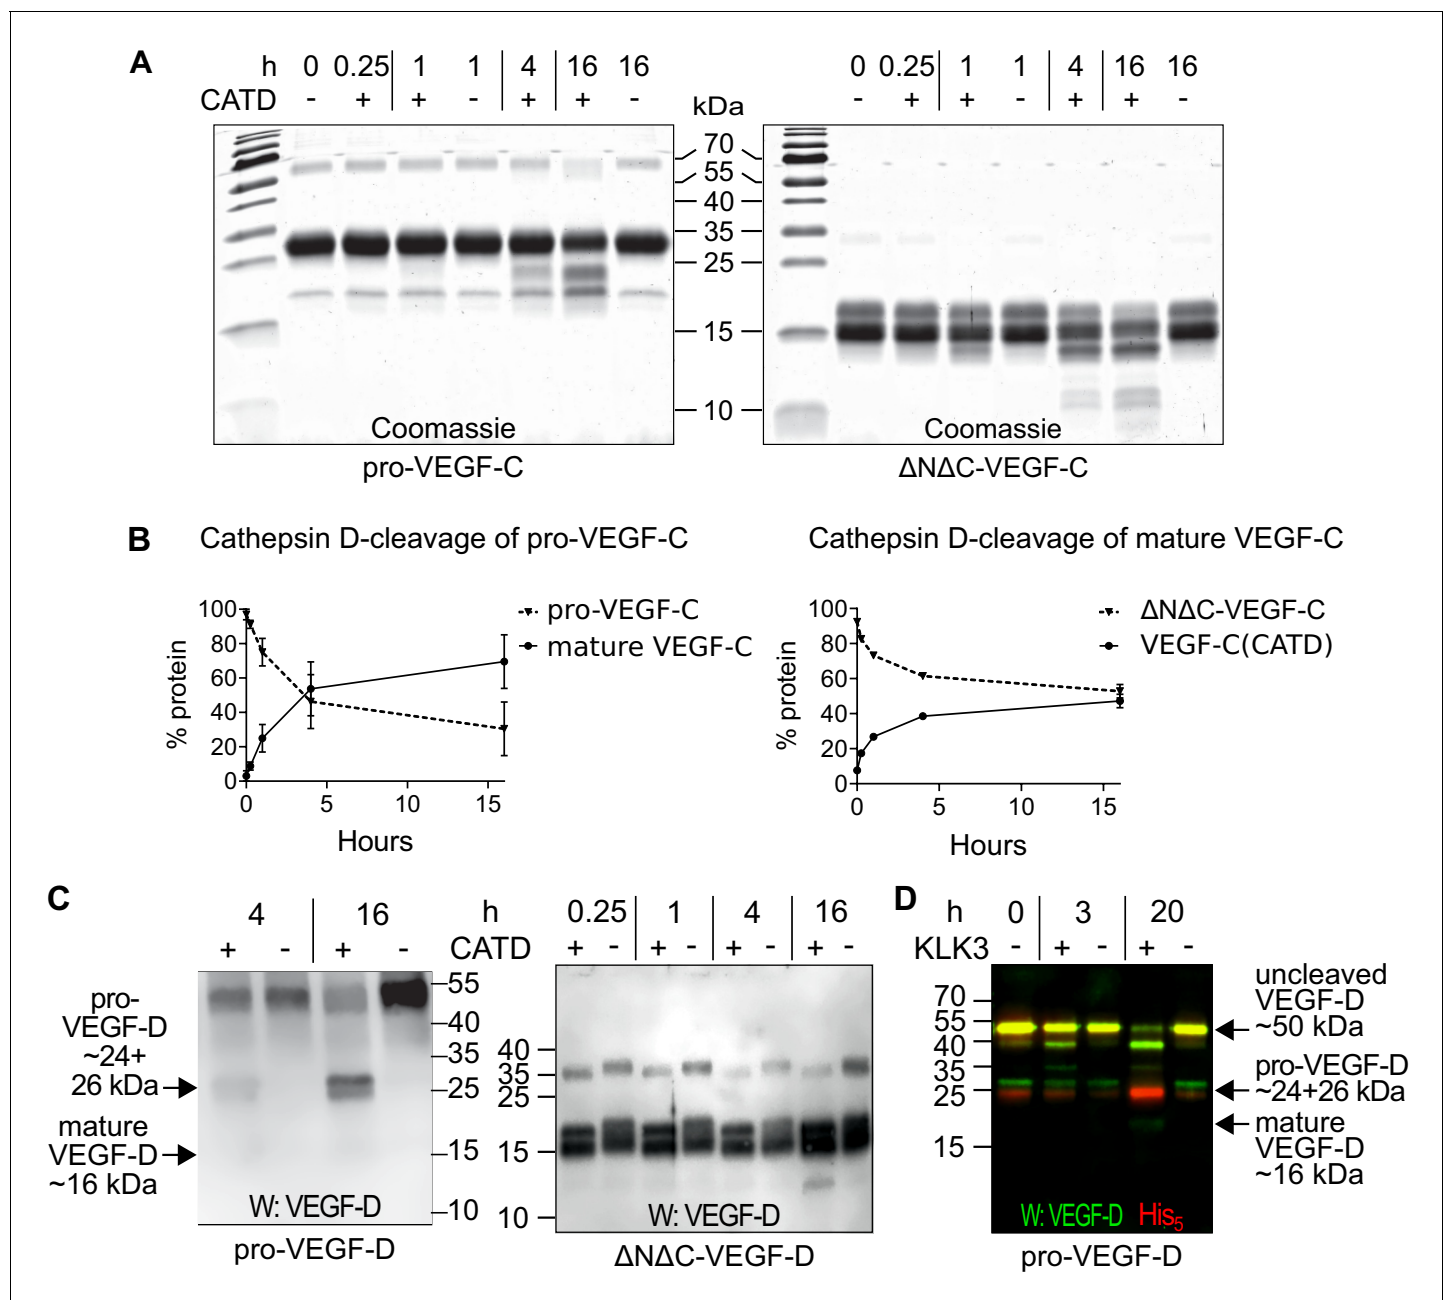 A
h 0 0.25 1 1 4 16 16
CATD - + + - + + -
kDa
0 0.25 1 1 4 16 16
- + + - + + -
70
55
40
35
25
15
10
Coomassie
pro-VEGF-C
Coomassie
ΔNΔC-VEGF-C
B
Cathepsin D-cleavage of pro-VEGF-C
% protein
100
80
60
40
20
0
0 5 10 15
Hours
pro-VEGF-C
mature VEGF-C
Cathepsin D-cleavage of mature VEGF-C
% protein
100
80
60
40
20
0
0 5 10 15
Hours
ΔNΔC-VEGF-C
VEGF-C(CATD)
C
4 16 h 0.25 1 4 16
+ - + - CATD + - + - + - + -
pro-
VEGF-D
~24+
26 kDa
mature
VEGF-D
~16 kDa
55
40
35
25
15
10
W: VEGF-D
pro-VEGF-D
40
35
25
15
10
W: VEGF-D
ΔNΔC-VEGF-D
D
h 0 3 20
KLK3 - + - + -
70
55
40
35
25
15
uncleaved
VEGF-D
~50 kDa
pro-VEGF-D
~24+26 kDa
mature
VEGF-D
~16 kDa
W: VEGF-D His5
pro-VEGF-D